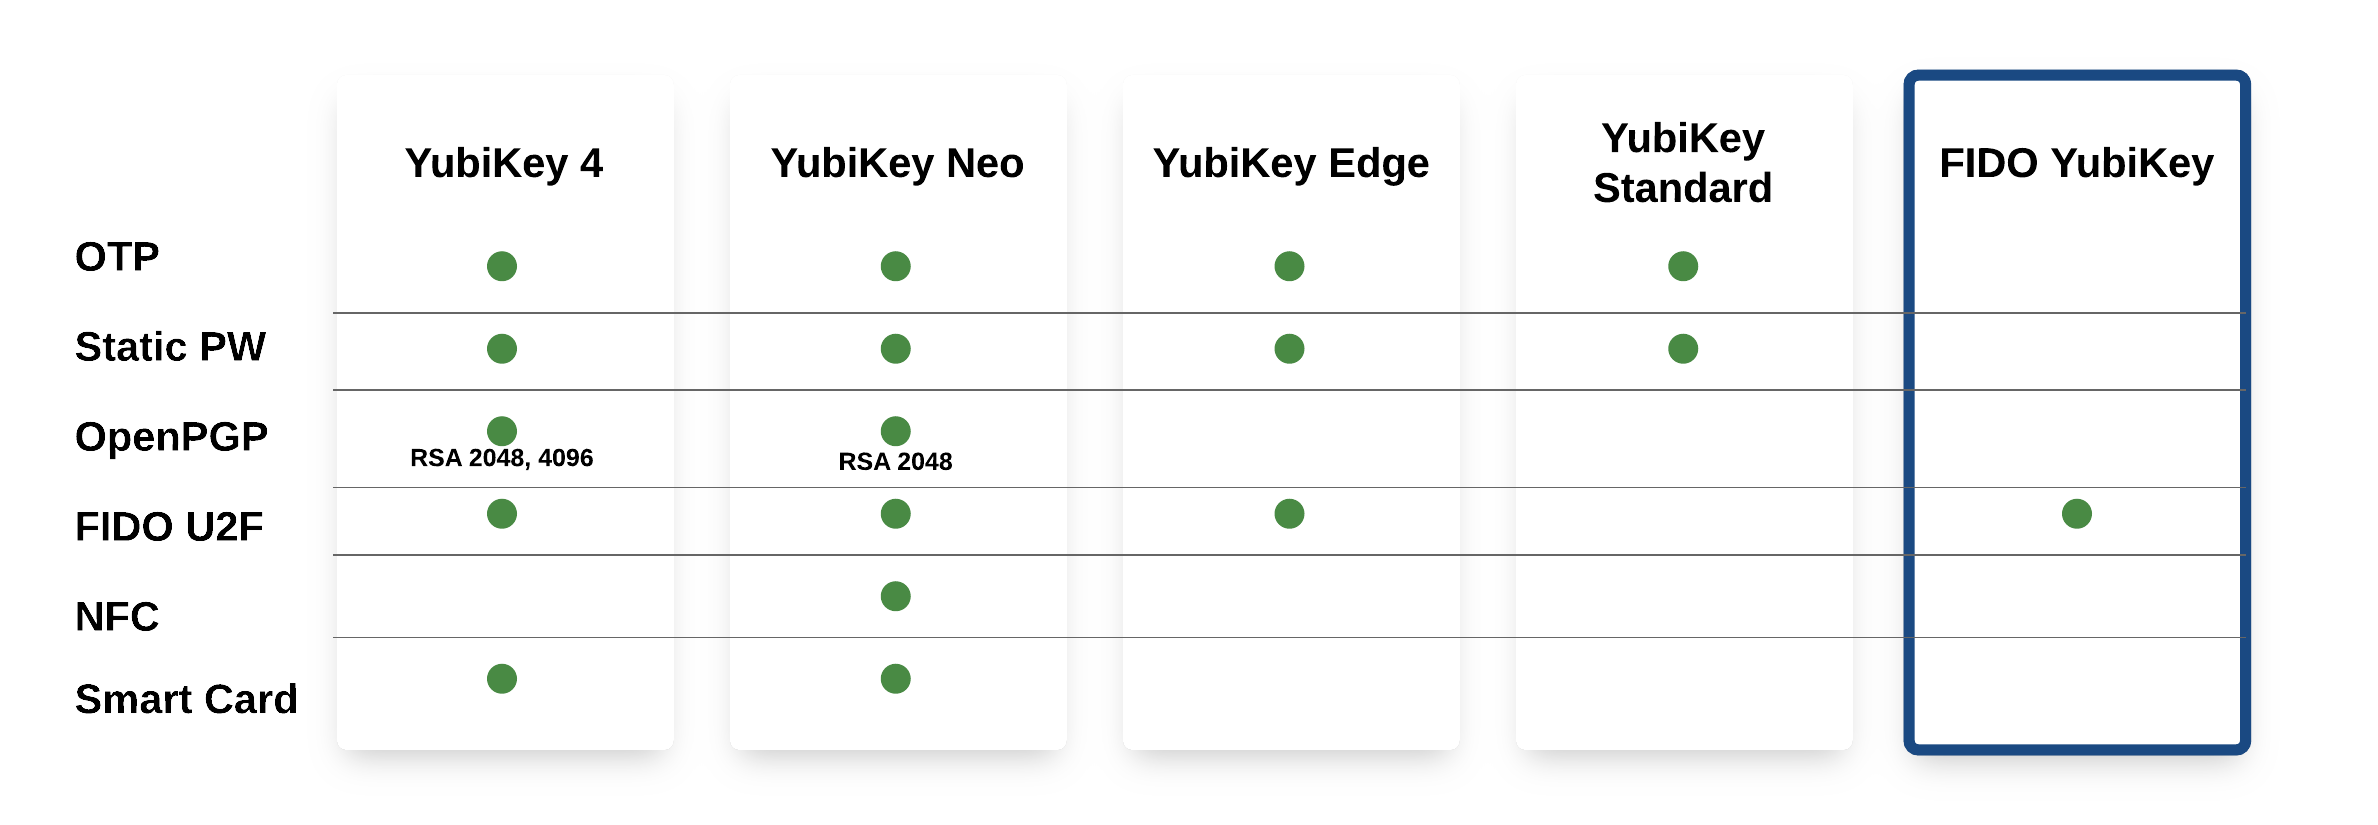 YubiKey 4
YubiKey Neo
YubiKey Edge
YubiKey
Standard
FIDO YubiKey
OTP
Static PW
OpenPGP
RSA 2048, 4096
RSA 2048
FIDO U2F
NFC
Smart Card